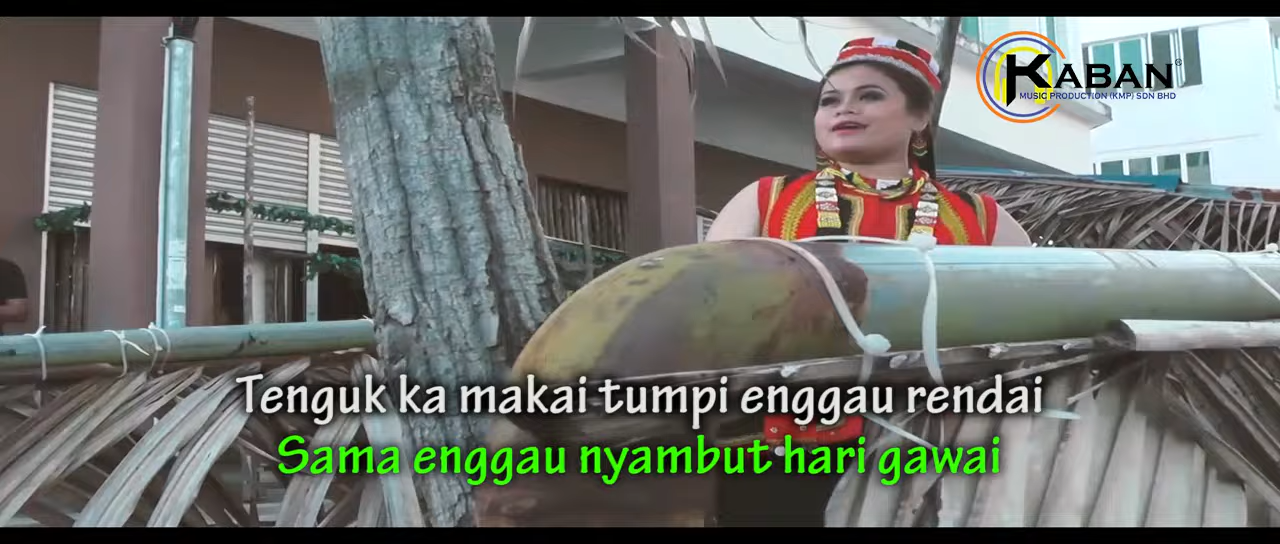 KABAN®
MUSIC PRODUCTION (KMP) SDN BHD
Tenguk ka makai tumpi enggau rendai
Sama enggau nyambut hari gawai